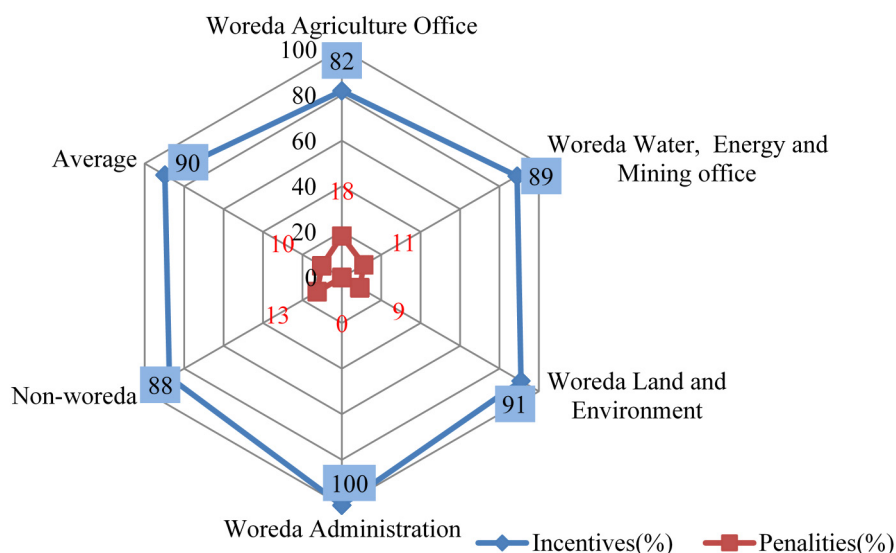 Woreda Agriculture Office
100
82
80
60
40
20
0
Woreda Water, Energy and
Mining office
89
Average
90
18
10
11
13
9
0
Non-woreda
88
Woreda Land and
Environment
91
100
Woreda Administration
Incentives(%)
Penalities(%)